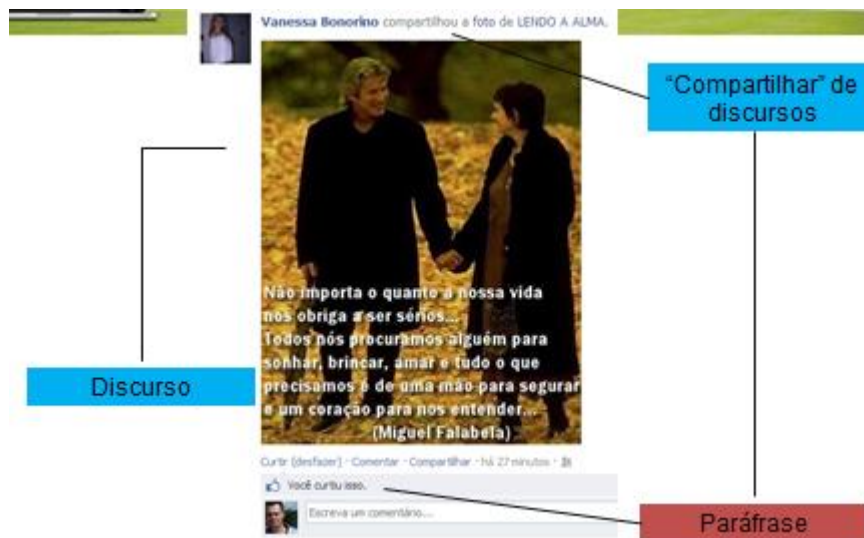 Vanessa Bonorino compartilhou a foto de LENDO A ALMA.
"Compartilhar" de
discursos
Não importa o quanto a nossa vida
nos obriga a ser sérios...
Todos nós procuramos alguém para
sonhar, brincar, amar e tudo o que
precisamos é de uma mão para segurar
e um coração para nos entender...
(Miguel Falabela)
Discurso
Curtir (desfazer) · Comentar · Compartilhar · há 27 minutos ·
Você curtiu isso.
Escreva um comentário...
Paráfrase